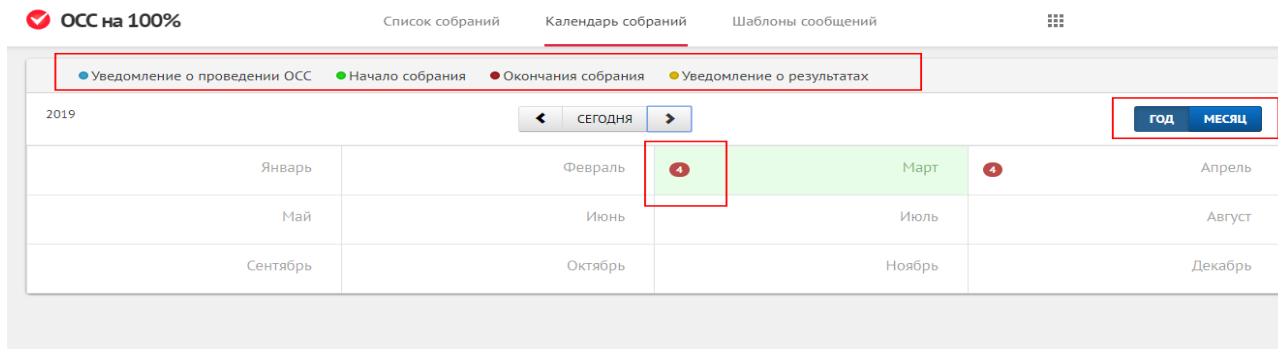 ОСС на 100% Список собраний Календарь собраний Шаблоны сообщений
Уведомление о проведении ОСС Начало собрания Окончания собрания Уведомление о результатах
2019 СЕГОДНЯ ГОД МЕСЯЦ
Январь Февраль 4 Март 4 Апрель
Май Июнь Июль Август
Сентябрь Октябрь Ноябрь Декабрь